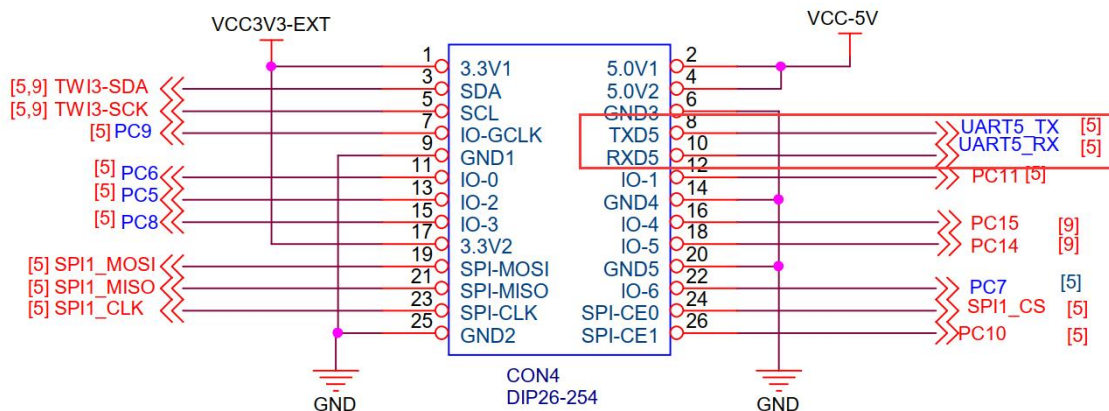 VCC3V3-EXT VCC-5V
1 3.3V1 5.0V1 2
[5,9] TWI3-SDA 3 SDA 5.0V2 4
[5,9] TWI3-SCK 5 SCL GND3 6
[5] PC9 7 IO-GCLK TXD5 8 UART5_TX [5]
9 GND1 RXD5 10 UART5_RX [5]
[5] PC6 11 IO-0 IO-1 12 PC11 [5]
[5] PC5 13 IO-2 GND4 14
[5] PC8 15 IO-3 IO-4 16 PC15 [9]
17 3.3V2 IO-5 18 PC14 [9]
[5] SPI1_MOSI 19 SPI-MOSI GND5 20
[5] SPI1_MISO 21 SPI-MISO IO-6 22 PC7 [5]
[5] SPI1_CLK 23 SPI-CLK SPI-CE0 24 SPI1_CS [5]
25 GND2 SPI-CE1 26 PC10 [5]
CON4
DIP26-254
GND GND